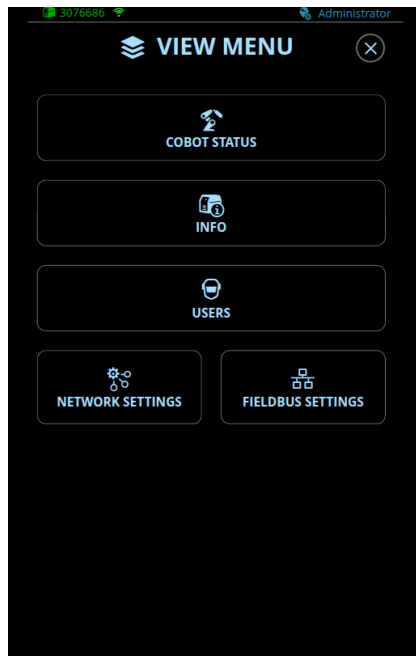 3076686 Administrator
VIEW MENU
COBOT STATUS
INFO
USERS
NETWORK SETTINGS FIELDBUS SETTINGS